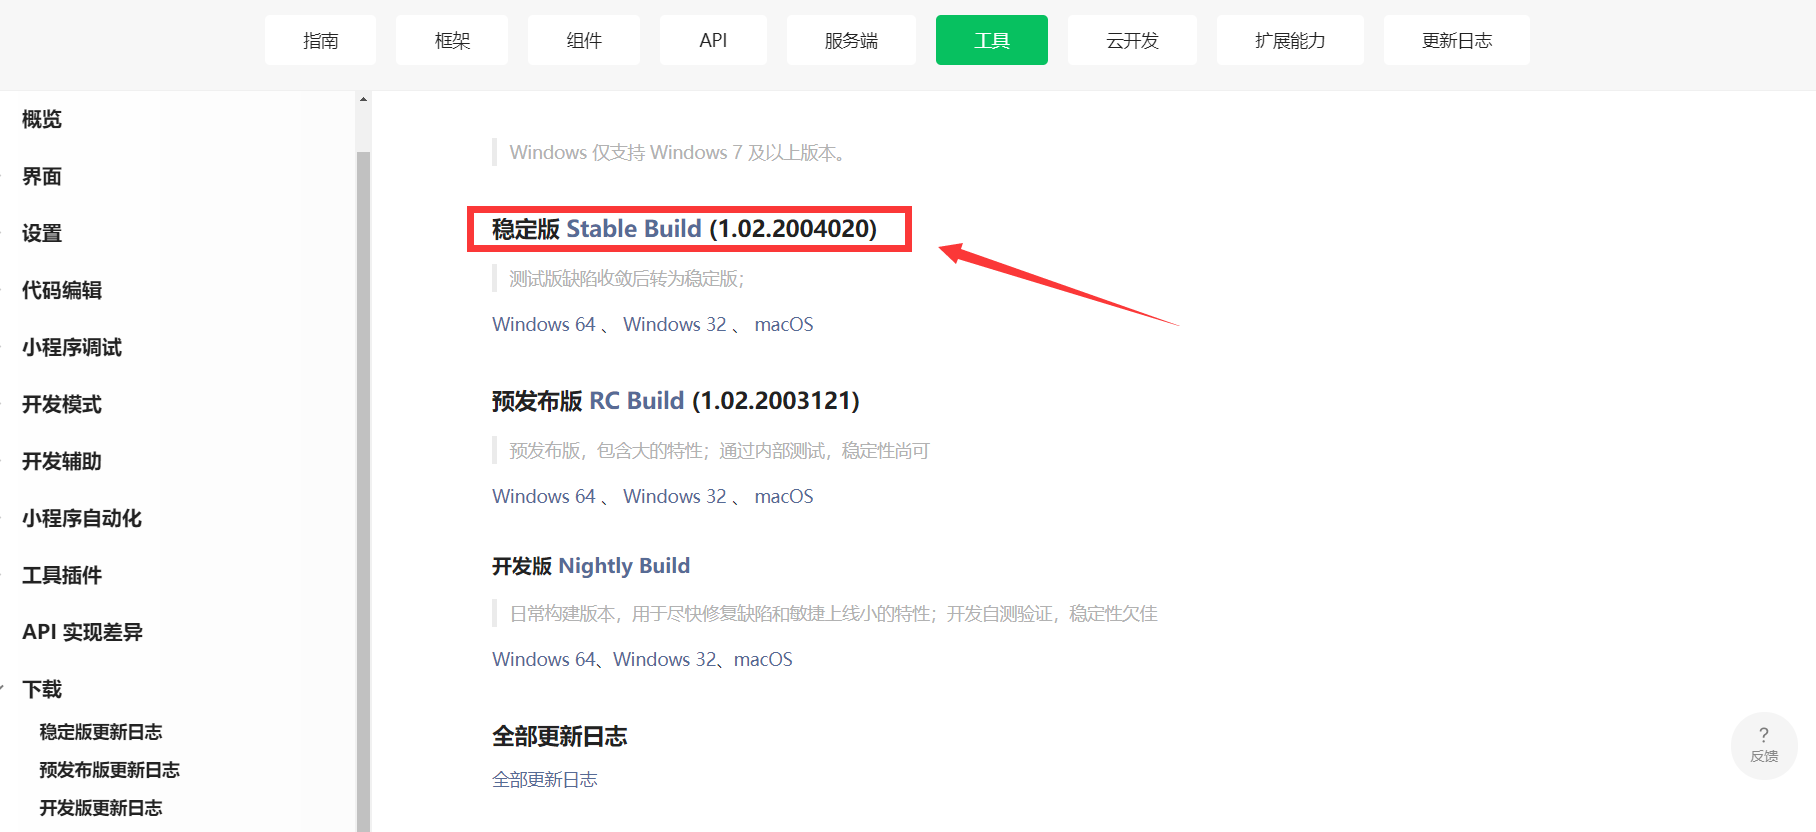 指南 框架 组件 API 服务端 工具 云开发 扩展能力 更新日志
概览
界面
设置
代码编辑
小程序调试
开发模式
开发辅助
小程序自动化
工具插件
API 实现差异
下载
稳定版更新日志
预发布版更新日志
开发版更新日志
Windows 仅支持 Windows 7 及以上版本。
稳定版 Stable Build (1.02.2004020)
测试版缺陷收敛后转为稳定版；
Windows 64 、 Windows 32 、 macOS
预发布版 RC Build (1.02.2003121)
预发布版，包含大的特性；通过内部测试，稳定性尚可
Windows 64 、 Windows 32 、 macOS
开发版 Nightly Build
日常构建版本，用于尽快修复缺陷和敏捷上线小的特性；开发自测验证，稳定性欠佳
Windows 64、Windows 32、macOS
全部更新日志
全部更新日志
?
反馈